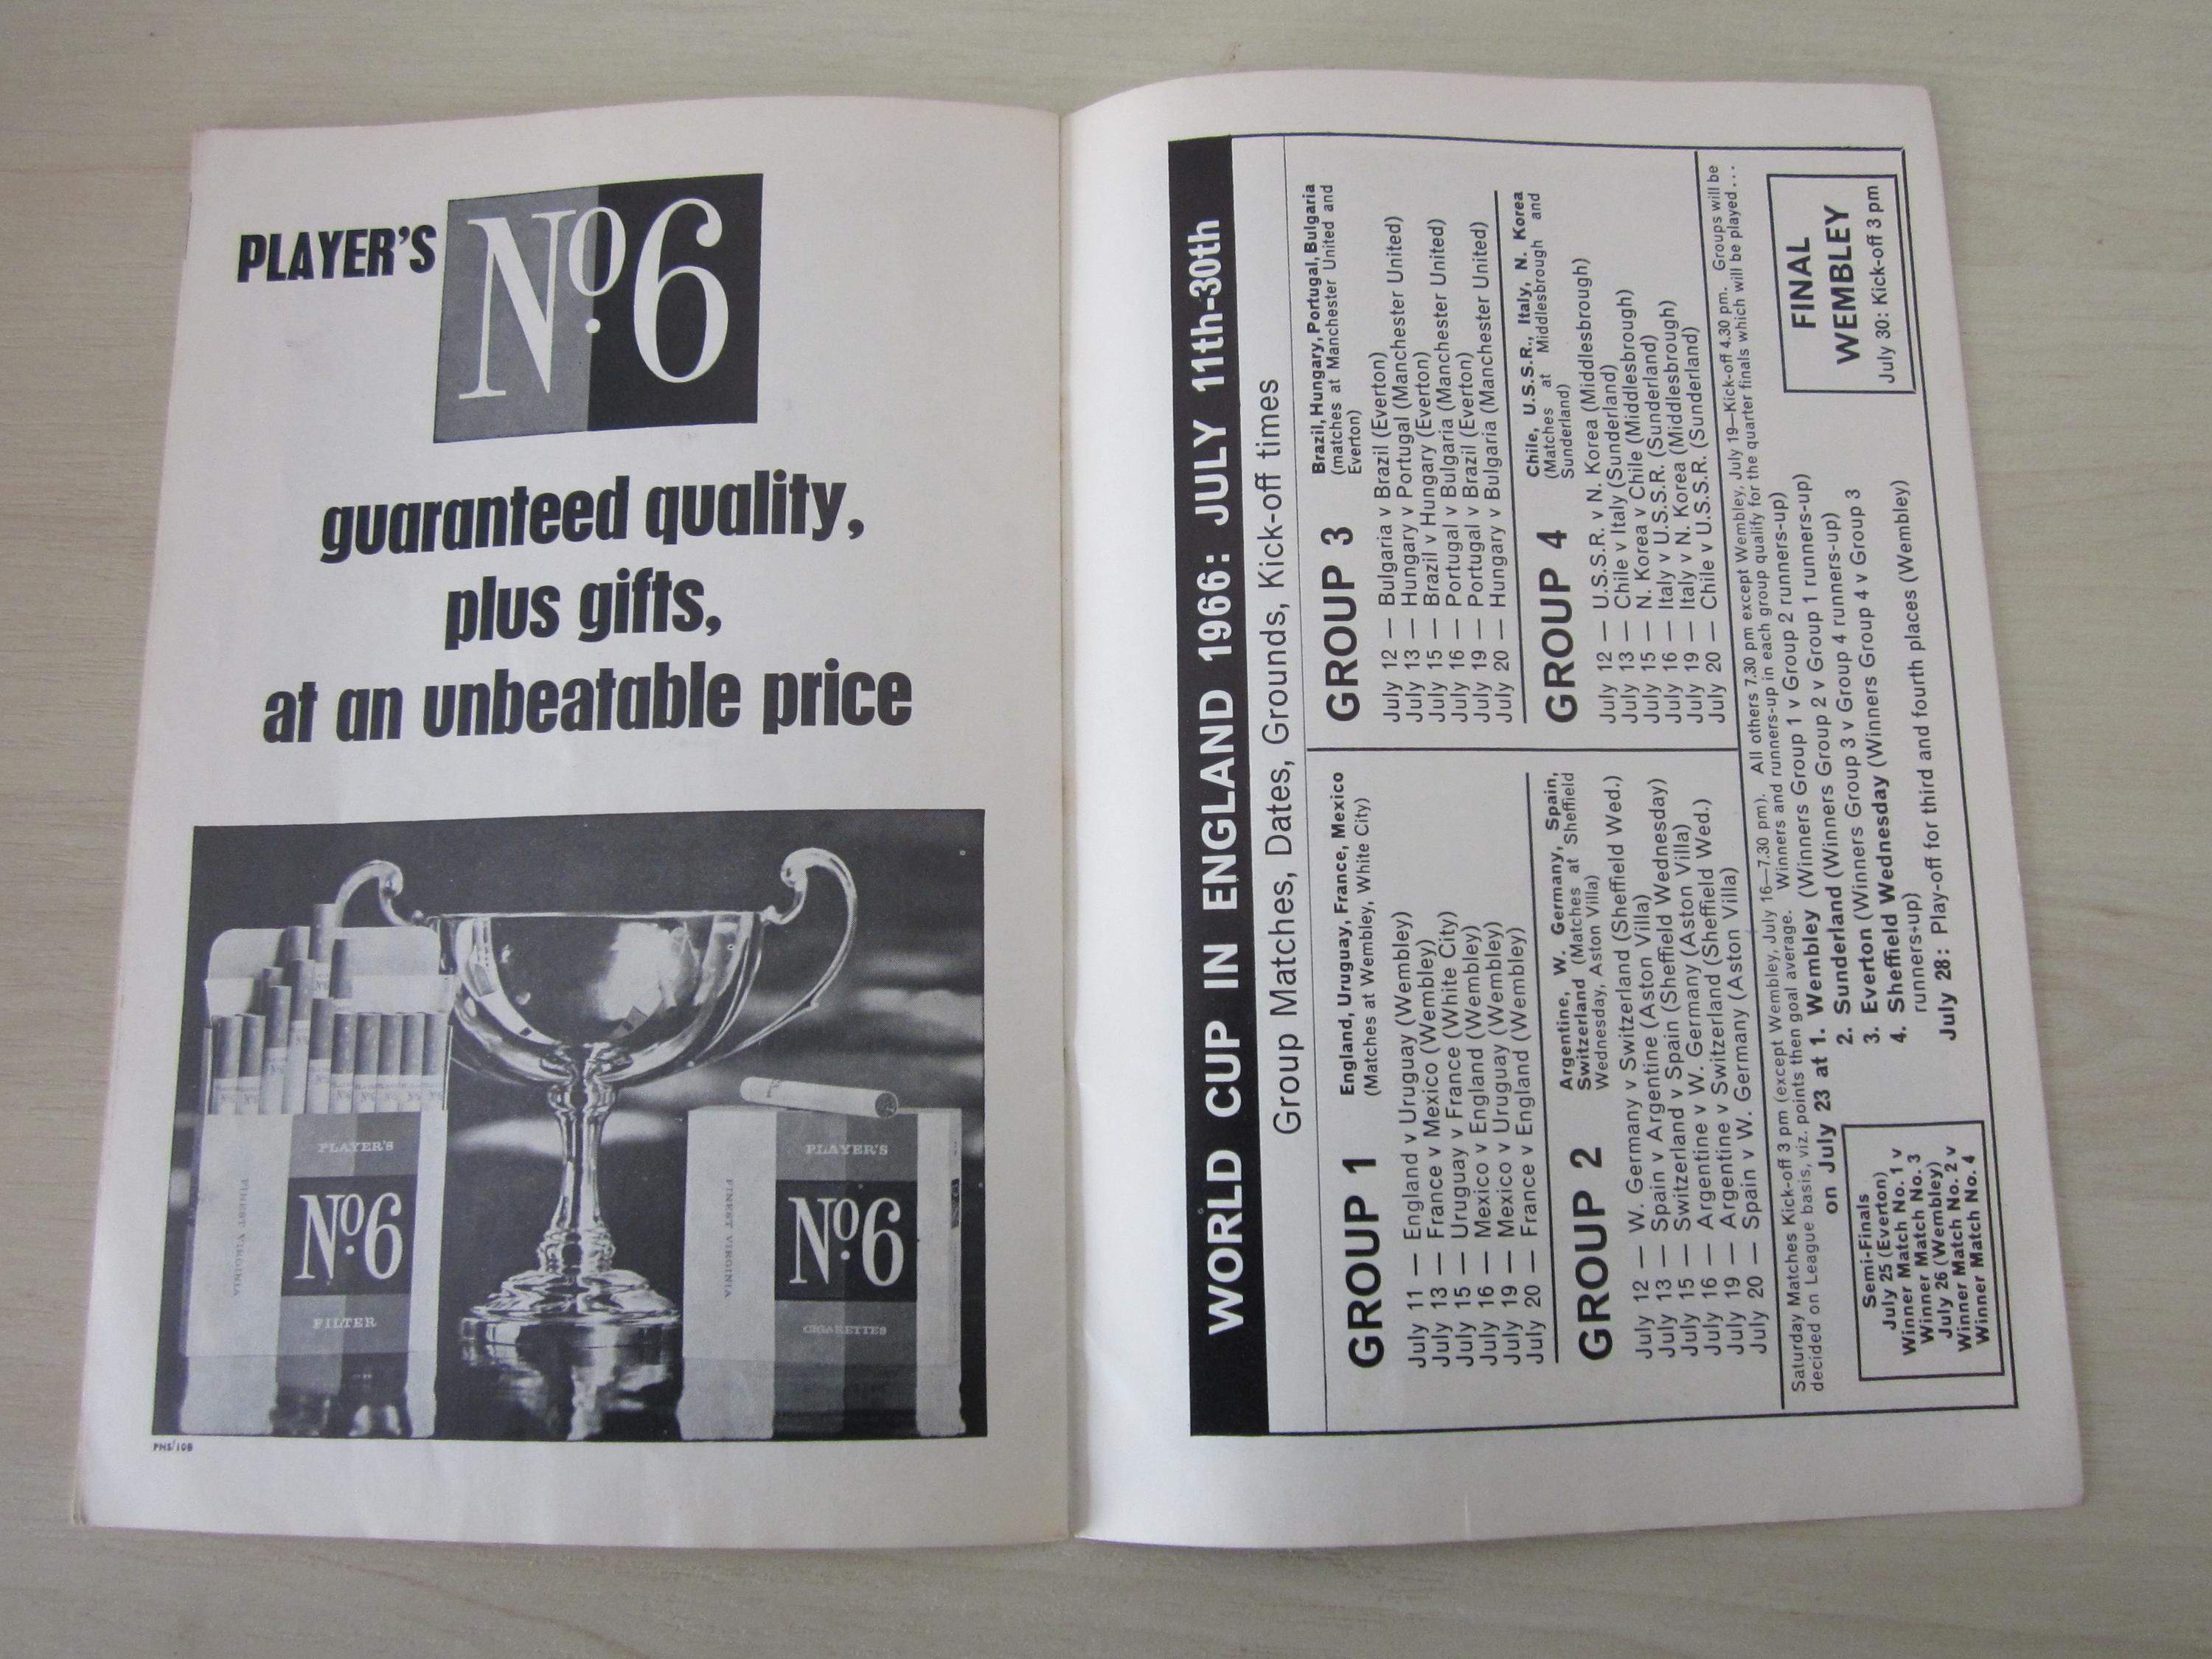 PLAYER'S
No.6
guaranteed quality,
plus gifts,
at an unbeatable price
PLAYER'S
No.6
FILTER
FINEST VIRGINIA
PLAYER'S
No.6
CIGARETTES
FINEST VIRGINIA
PNS/108
WORLD CUP IN ENGLAND 1966: JULY 11th-30th
Group Matches, Dates, Grounds, Kick-off times
GROUP 1
England, Uruguay, France, Mexico
(Matches at Wembley, White City)
July 11 — England v Uruguay (Wembley)
July 13 — France v Mexico (Wembley)
July 15 — Uruguay v France (White City)
July 16 — Mexico v England (Wembley)
July 19 — Mexico v Uruguay (Wembley)
July 20 — France v England (Wembley)
GROUP 2
Argentine, W. Germany, Spain,
Switzerland (Matches at Sheffield
Wednesday, Aston Villa)
July 12 — W. Germany v Switzerland (Sheffield Wed.)
July 13 — Spain v Argentine (Aston Villa)
July 15 — Switzerland v Spain (Sheffield Wednesday)
July 16 — Argentine v W. Germany (Aston Villa)
July 19 — Argentine v Switzerland (Sheffield Wed.)
July 20 — Spain v W. Germany (Aston Villa)
GROUP 3
Brazil, Hungary, Portugal, Bulgaria
(matches at Manchester United and
Everton)
July 12 — Bulgaria v Brazil (Everton)
July 13 — Hungary v Portugal (Manchester United)
July 15 — Brazil v Hungary (Everton)
July 16 — Portugal v Bulgaria (Manchester United)
July 19 — Portugal v Brazil (Everton)
July 20 — Hungary v Bulgaria (Manchester United)
GROUP 4
Chile, U.S.S.R., Italy, N. Korea
(Matches at Middlesbrough and
Sunderland)
July 12 — U.S.S.R. v N. Korea (Middlesbrough)
July 13 — Chile v Italy (Sunderland)
July 15 — N. Korea v Chile (Middlesbrough)
July 16 — Italy v U.S.S.R. (Sunderland)
July 19 — Italy v N. Korea (Middlesbrough)
July 20 — Chile v U.S.S.R. (Sunderland)
Saturday Matches Kick-off 3 pm (except Wembley, July 16—7.30 pm). All others 7.30 pm except Wembley, July 19—Kick-off 4.30 pm. Groups will be
decided on League basis, viz. points then goal average. Winners and runners-up in each group qualify for the quarter finals which will be played...
on July 23 at 1. Wembley (Winners Group 1 v Group 2 runners-up)
2. Sunderland (Winners Group 2 v Group 1 runners-up)
3. Everton (Winners Group 3 v Group 4 runners-up)
4. Sheffield Wednesday (Winners Group 4 v Group 3
runners+up)
July 28: Play-off for third and fourth places (Wembley)
Semi-Finals
July 25 (Everton)
Winner Match No. 1 v
Winner Match No. 3
July 26 (Wembley)
Winner Match No. 2 v
Winner Match No. 4
FINAL
WEMBLEY
July 30: Kick-off 3 pm